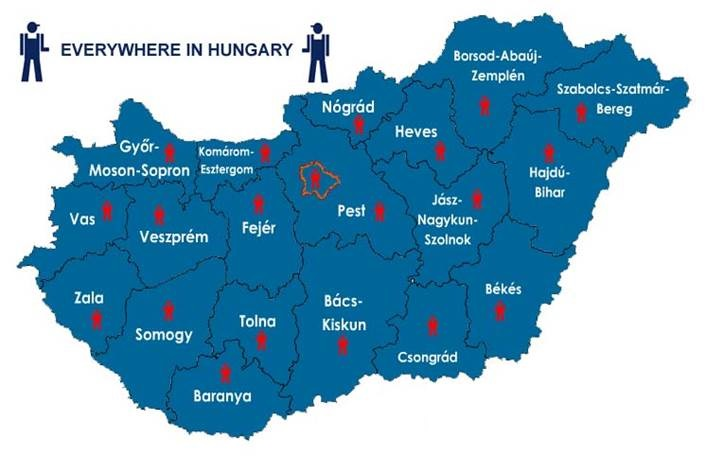 EVERYWHERE IN HUNGARY
Borsod-Abaúj-
Zemplén
Szabolcs-Szatmár-
Bereg
Nógrád
Heves
Győr-
Moson-Sopron
Komárom-
Esztergom
Hajdú-
Bihar
Vas
Veszprém
Fejér
Pest
Jász-
Nagykun-
Szolnok
Zala
Somogy
Tolna
Bács-
Kiskun
Békés
Csongrád
Baranya